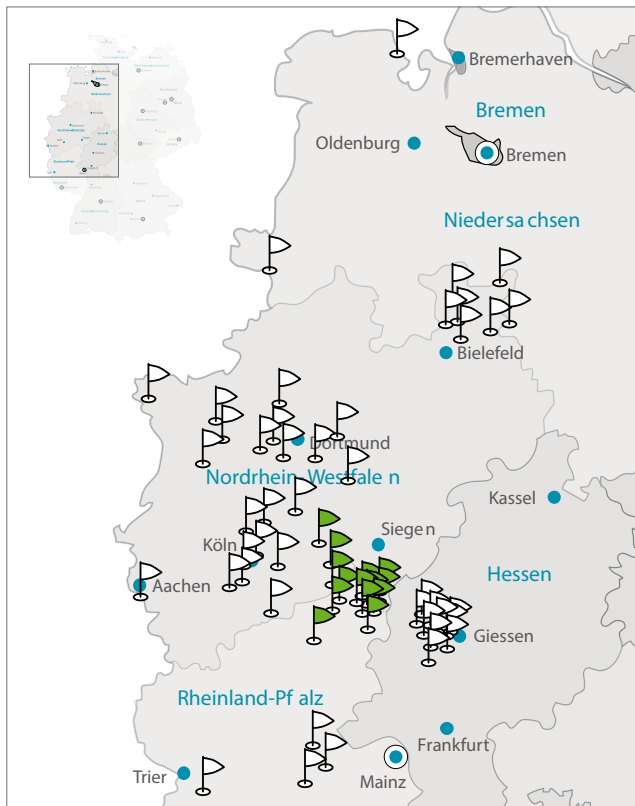 Bremerhaven
Bremen
Oldenburg
Bremen
Niedersachsen
Bielefeld
Dortmund
Nordrhein-Westfalen
Kassel
Siegen
Köln
Hessen
Aachen
Giessen
Rheinland-Pfalz
Frankfurt
Trier
Mainz